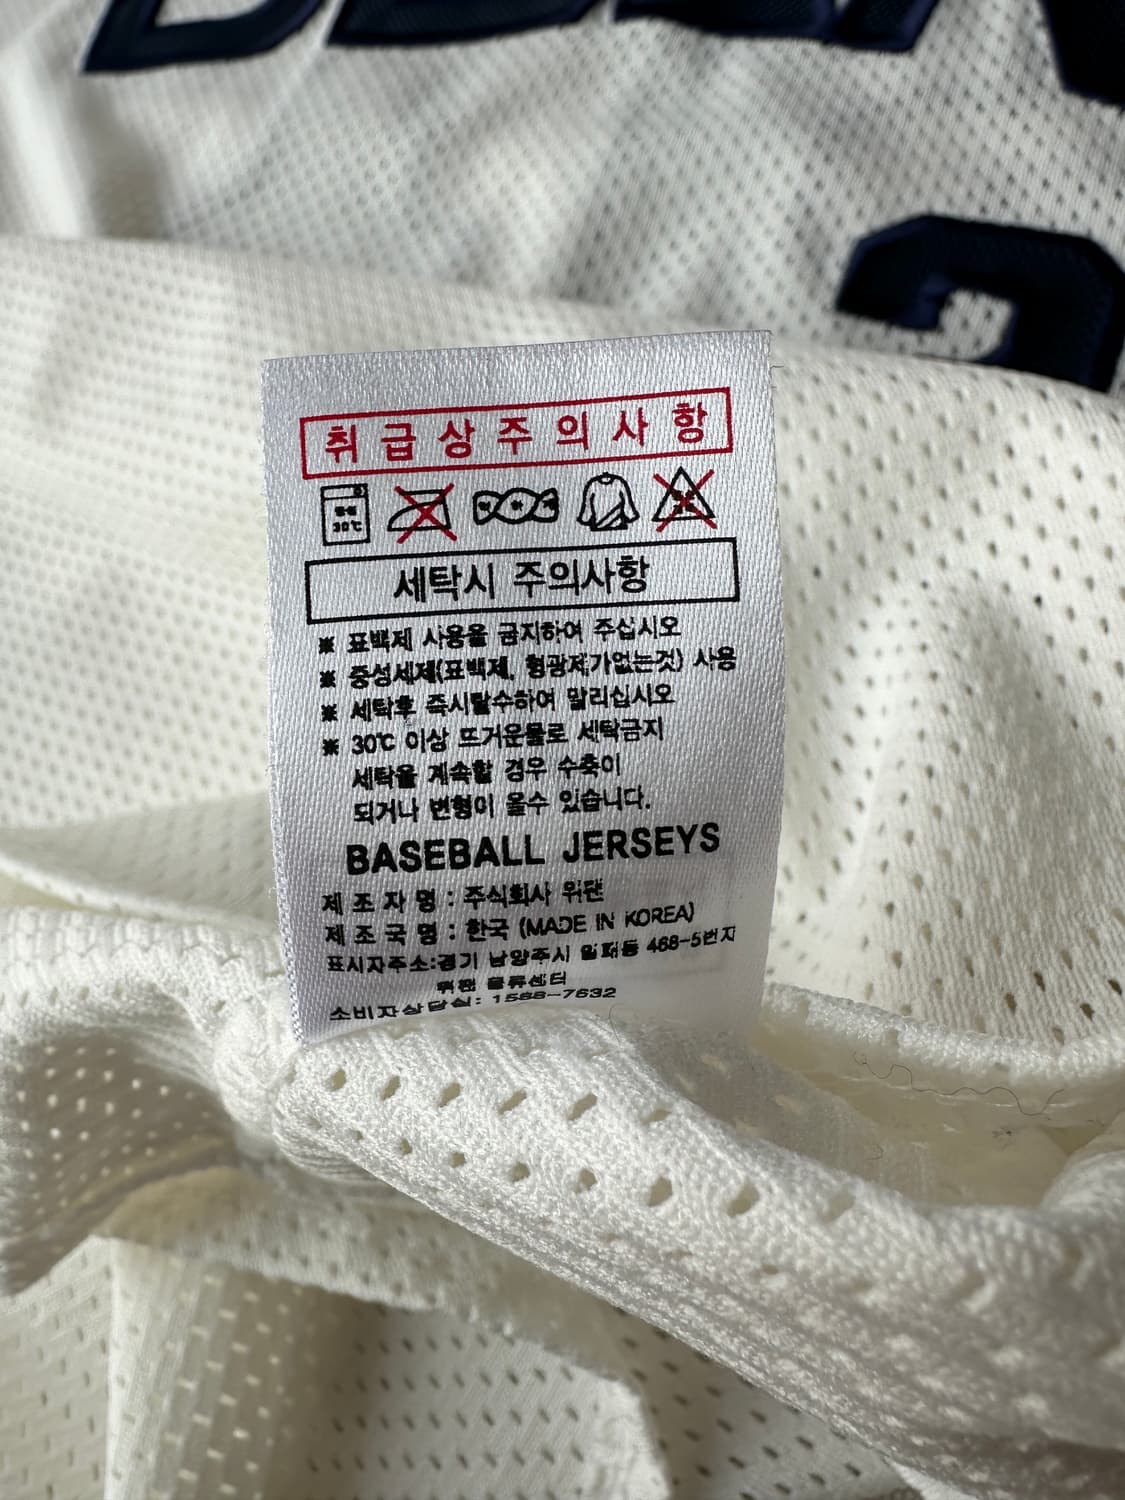 취급상주의사항
30℃
세탁시 주의사항
※ 표백제 사용을 금지하여 주십시오
※ 중성세제(표백제, 형광제가없는것) 사용
※ 세탁후 즉시탈수하여 말리십시오
※ 30℃ 이상 뜨거운물로 세탁금지
세탁을 계속할 경우 수축이
되거나 변형이 올수 있습니다.
BASEBALL JERSEYS
제 조 자 명 : 주식회사 위팬
제 조 국 명 : 한국 (MADE IN KOREA)
표시자주소:경기 남양주시 일패동 468-5번지
위팬 물류센터
소비자상담실: 1588-7632